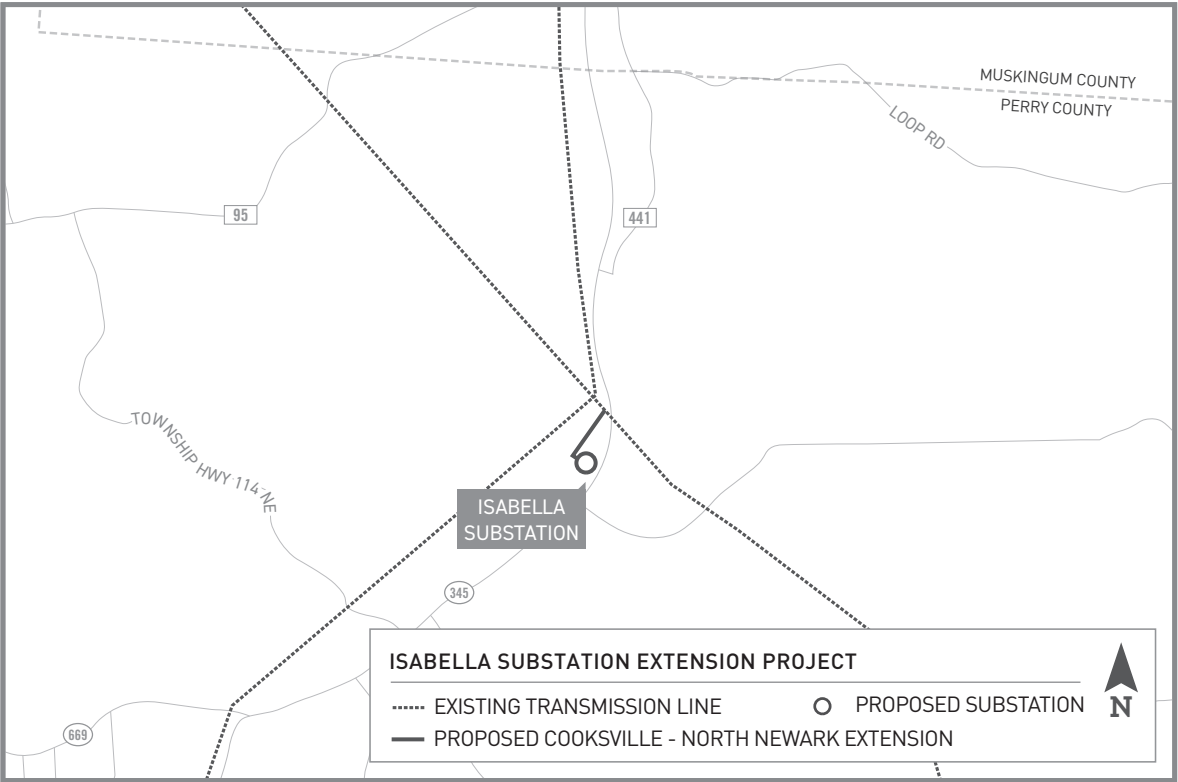 MUSKINGUM COUNTY
PERRY COUNTY
LOOP RD
95
441
TOWNSHIP HWY 114 NE
ISABELLA
SUBSTATION
345
669
ISABELLA SUBSTATION EXTENSION PROJECT
EXISTING TRANSMISSION LINE
PROPOSED SUBSTATION
PROPOSED COOKSVILLE - NORTH NEWARK EXTENSION
N